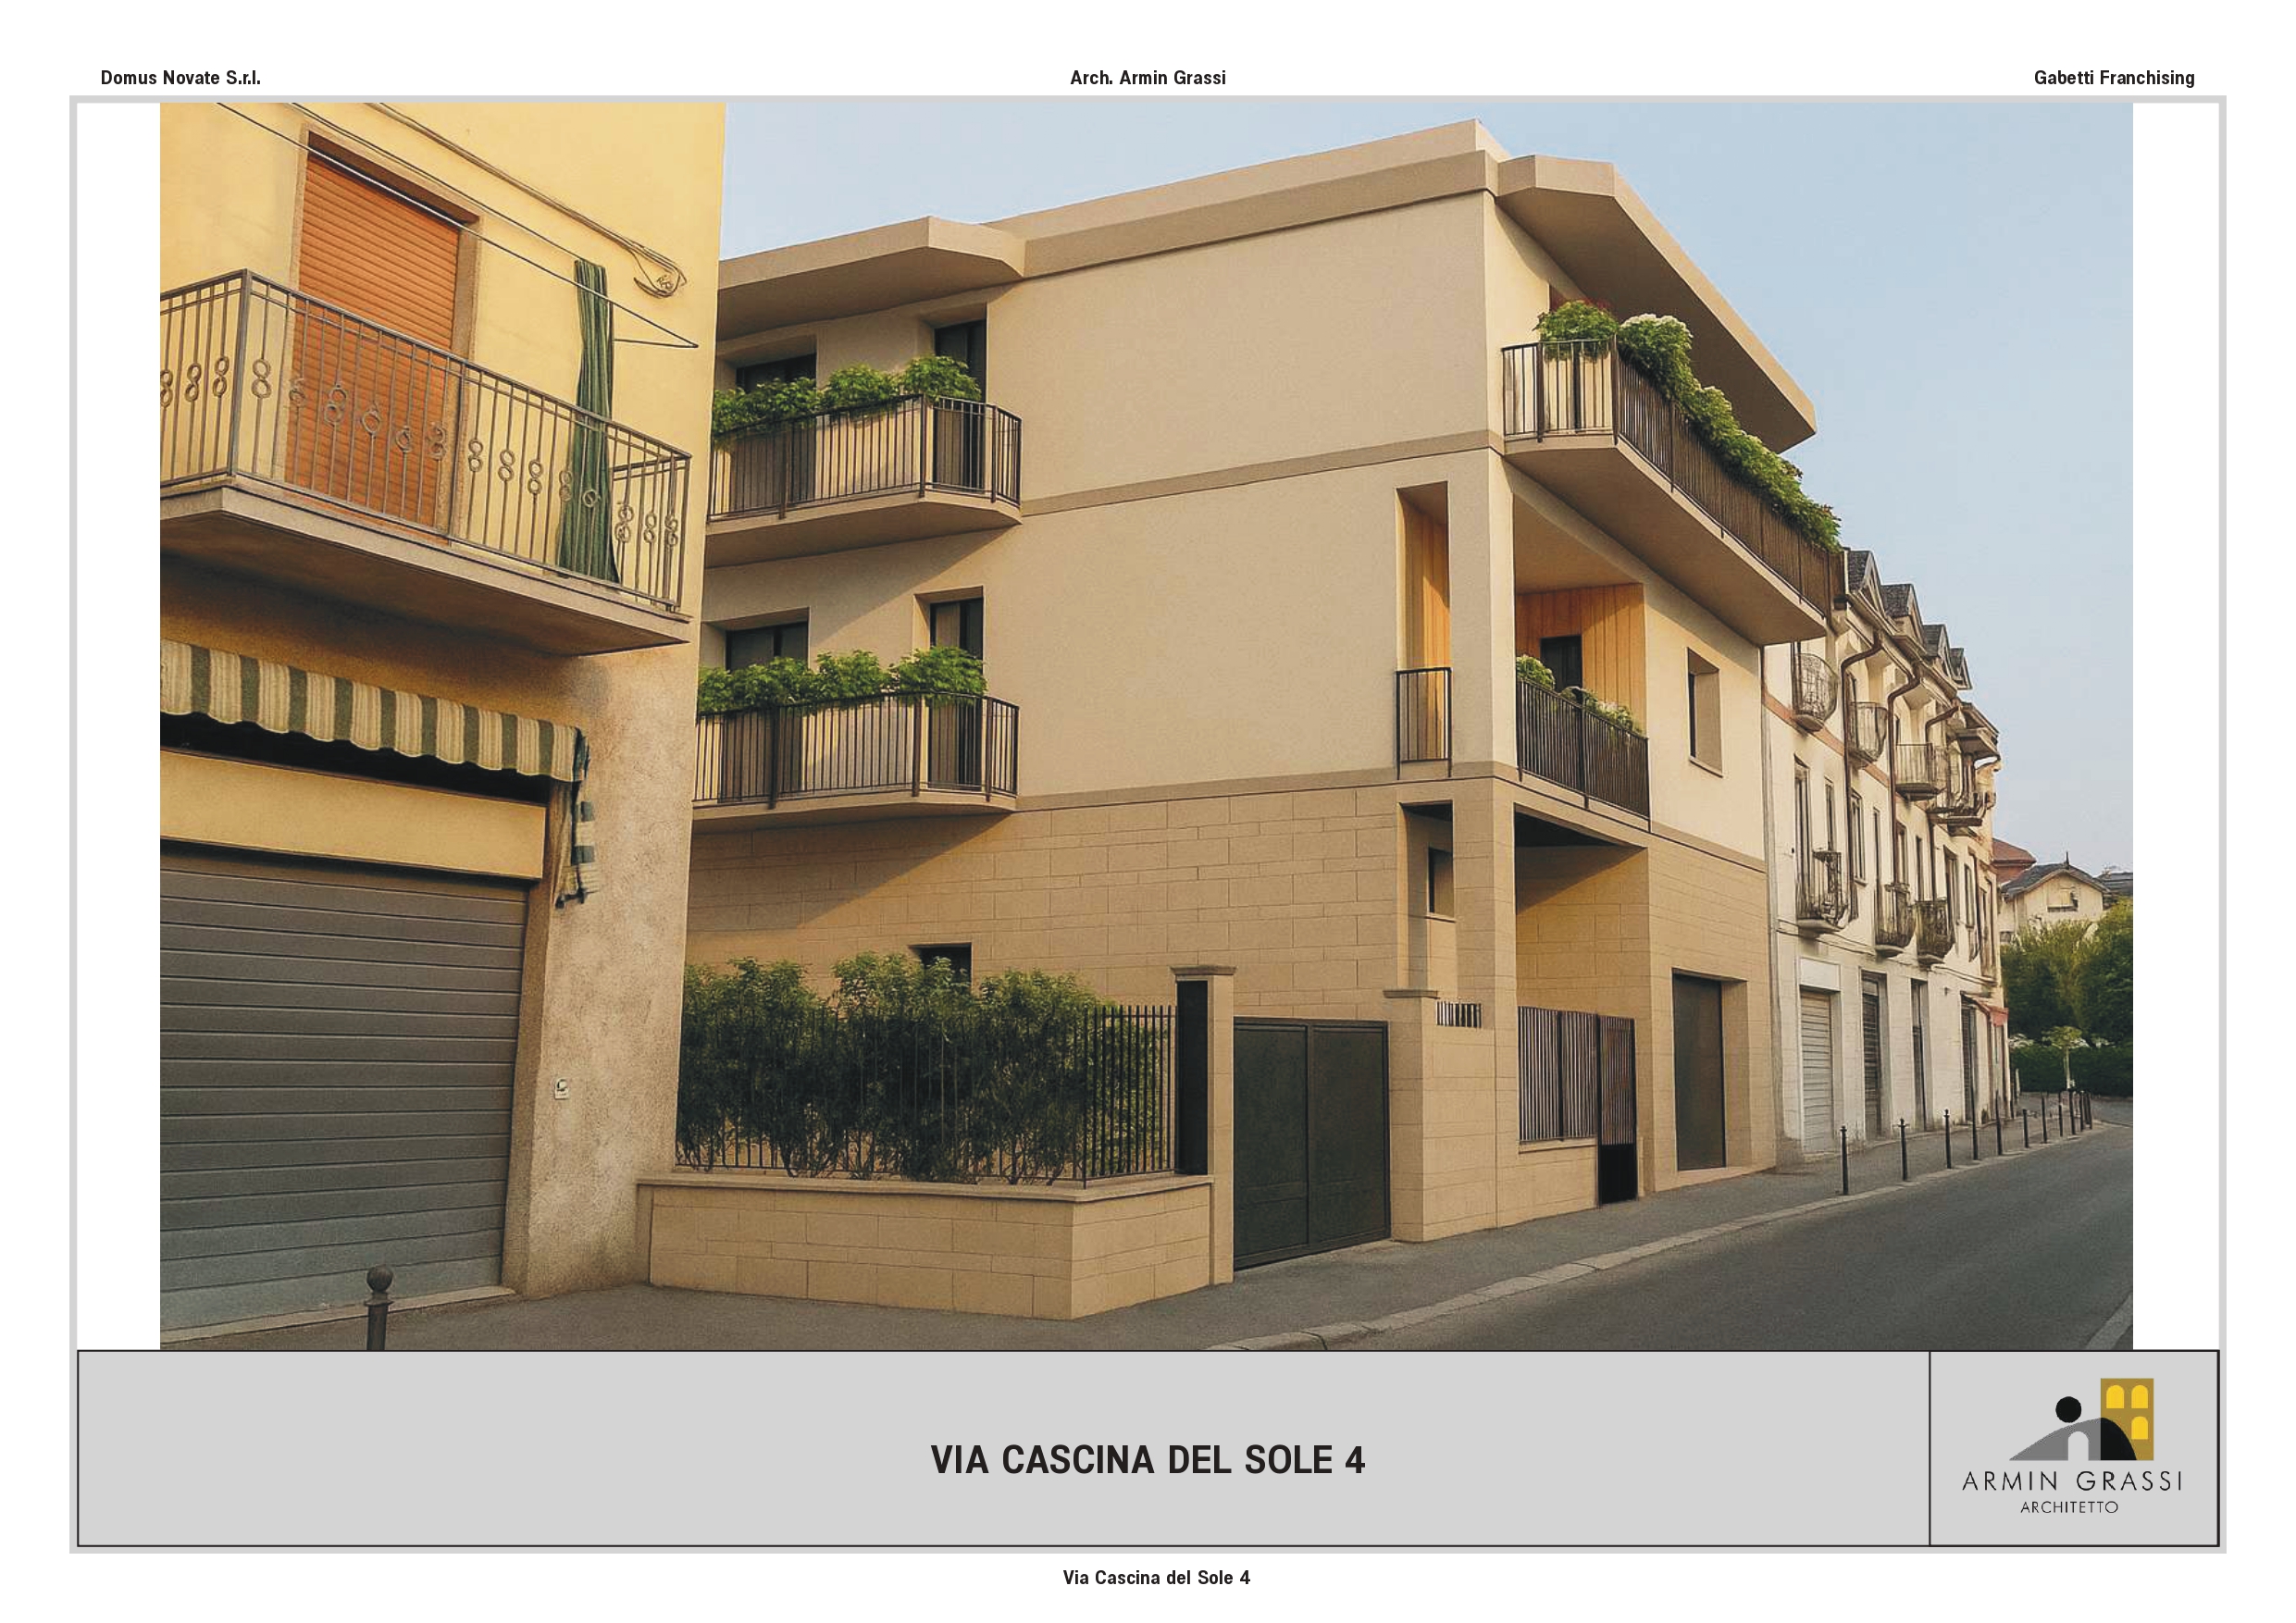 Domus Novate S.r.l.
Arch. Armin Grassi
Gabetti Franchising
VIA CASCINA DEL SOLE 4
ARMIN GRASSI
ARCHITETTO
Via Cascina del Sole 4